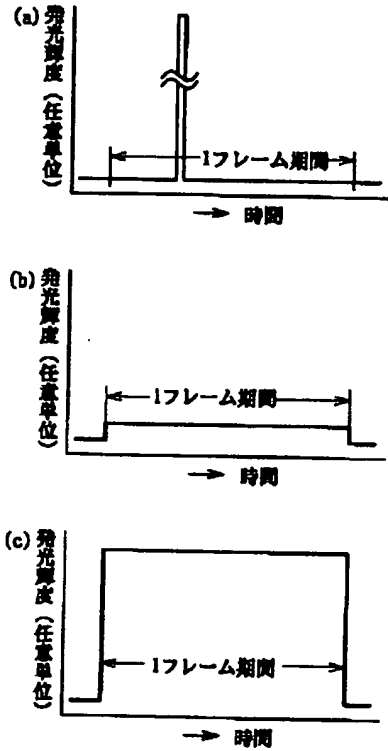 (a)
発光輝度(任意単位)
1フレーム期間
時間
(b)
発光輝度(任意単位)
1フレーム期間
時間
(c)
発光輝度(任意単位)
1フレーム期間
時間